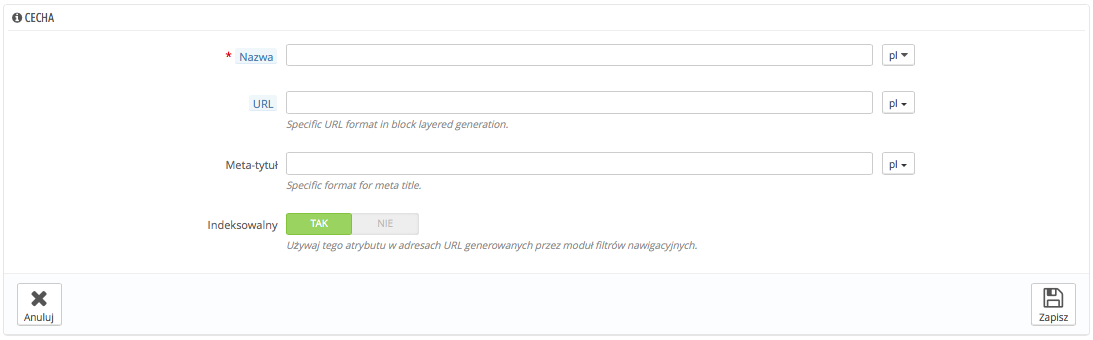 CECHA
* Nazwa pl
URL pl
Specific URL format in block layered generation.
Meta-tytuł pl
Specific format for meta title.
Indeksowalny TAK NIE
Używaj tego atrybutu w adresach URL generowanych przez moduł filtrów nawigacyjnych.
Anuluj Zapisz